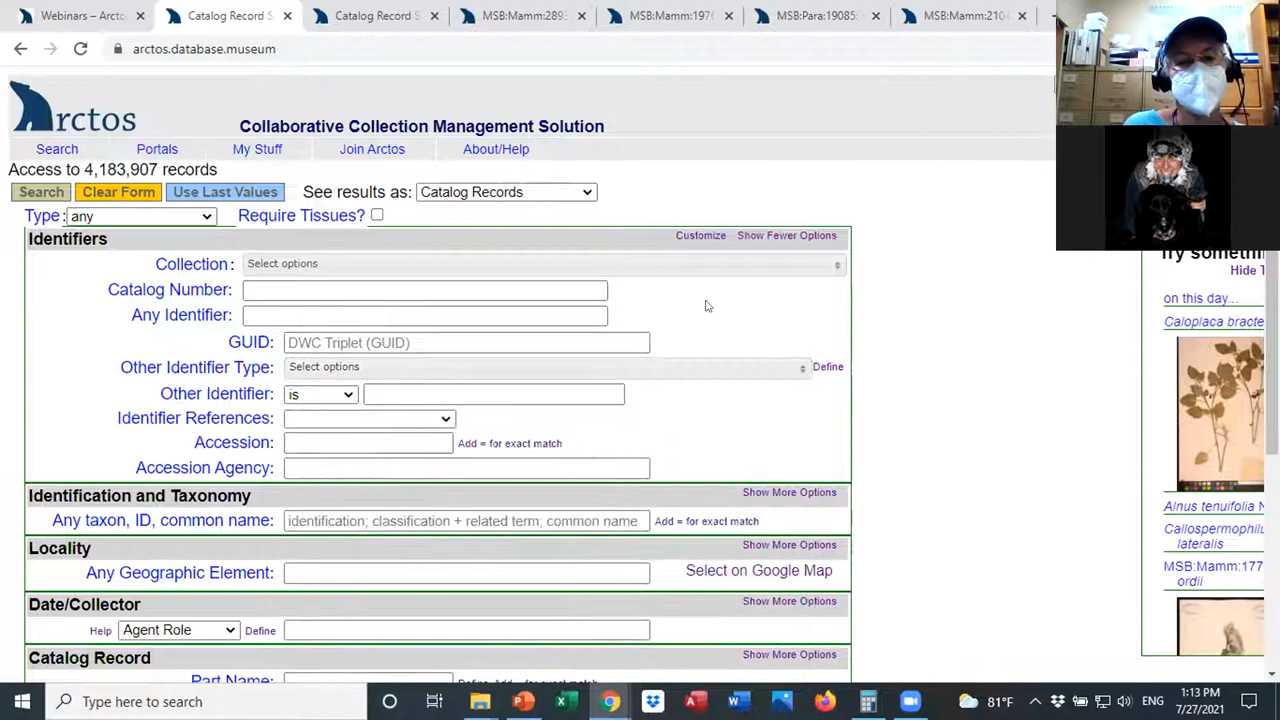 Webinars – Arcto
Catalog Record S
Catalog Record S
MSB:Mamm:289
MSB:Mamm:197
MSB:Para:19085
MSB:Mamm:210
arctos.database.museum
Arctos
Collaborative Collection Management Solution
Search Portals My Stuff Join Arctos About/Help
Access to 4,183,907 records
Search Clear Form Use Last Values See results as: Catalog Records
Type: any Require Tissues?
Identifiers Customize Show Fewer Options
Collection: Select options
Catalog Number:
Any Identifier:
GUID: DWC Triplet (GUID)
Other Identifier Type: Select options Define
Other Identifier: is
Identifier References:
Accession: Add = for exact match
Accession Agency:
Identification and Taxonomy Show More Options
Any taxon, ID, common name: identification; classification + related term; common name Add = for exact match
Locality Show More Options
Any Geographic Element: Select on Google Map
Date/Collector Show More Options
Help Agent Role Define
Catalog Record Show More Options
Part Name:
Try someth
Hide T
on this day...
Caloplaca bracte
Alnus tenuifolia N
Callospermophil
lateralis
MSB:Mamm:177
ordii
Type here to search
81°F
ENG
1:13 PM
7/27/2021